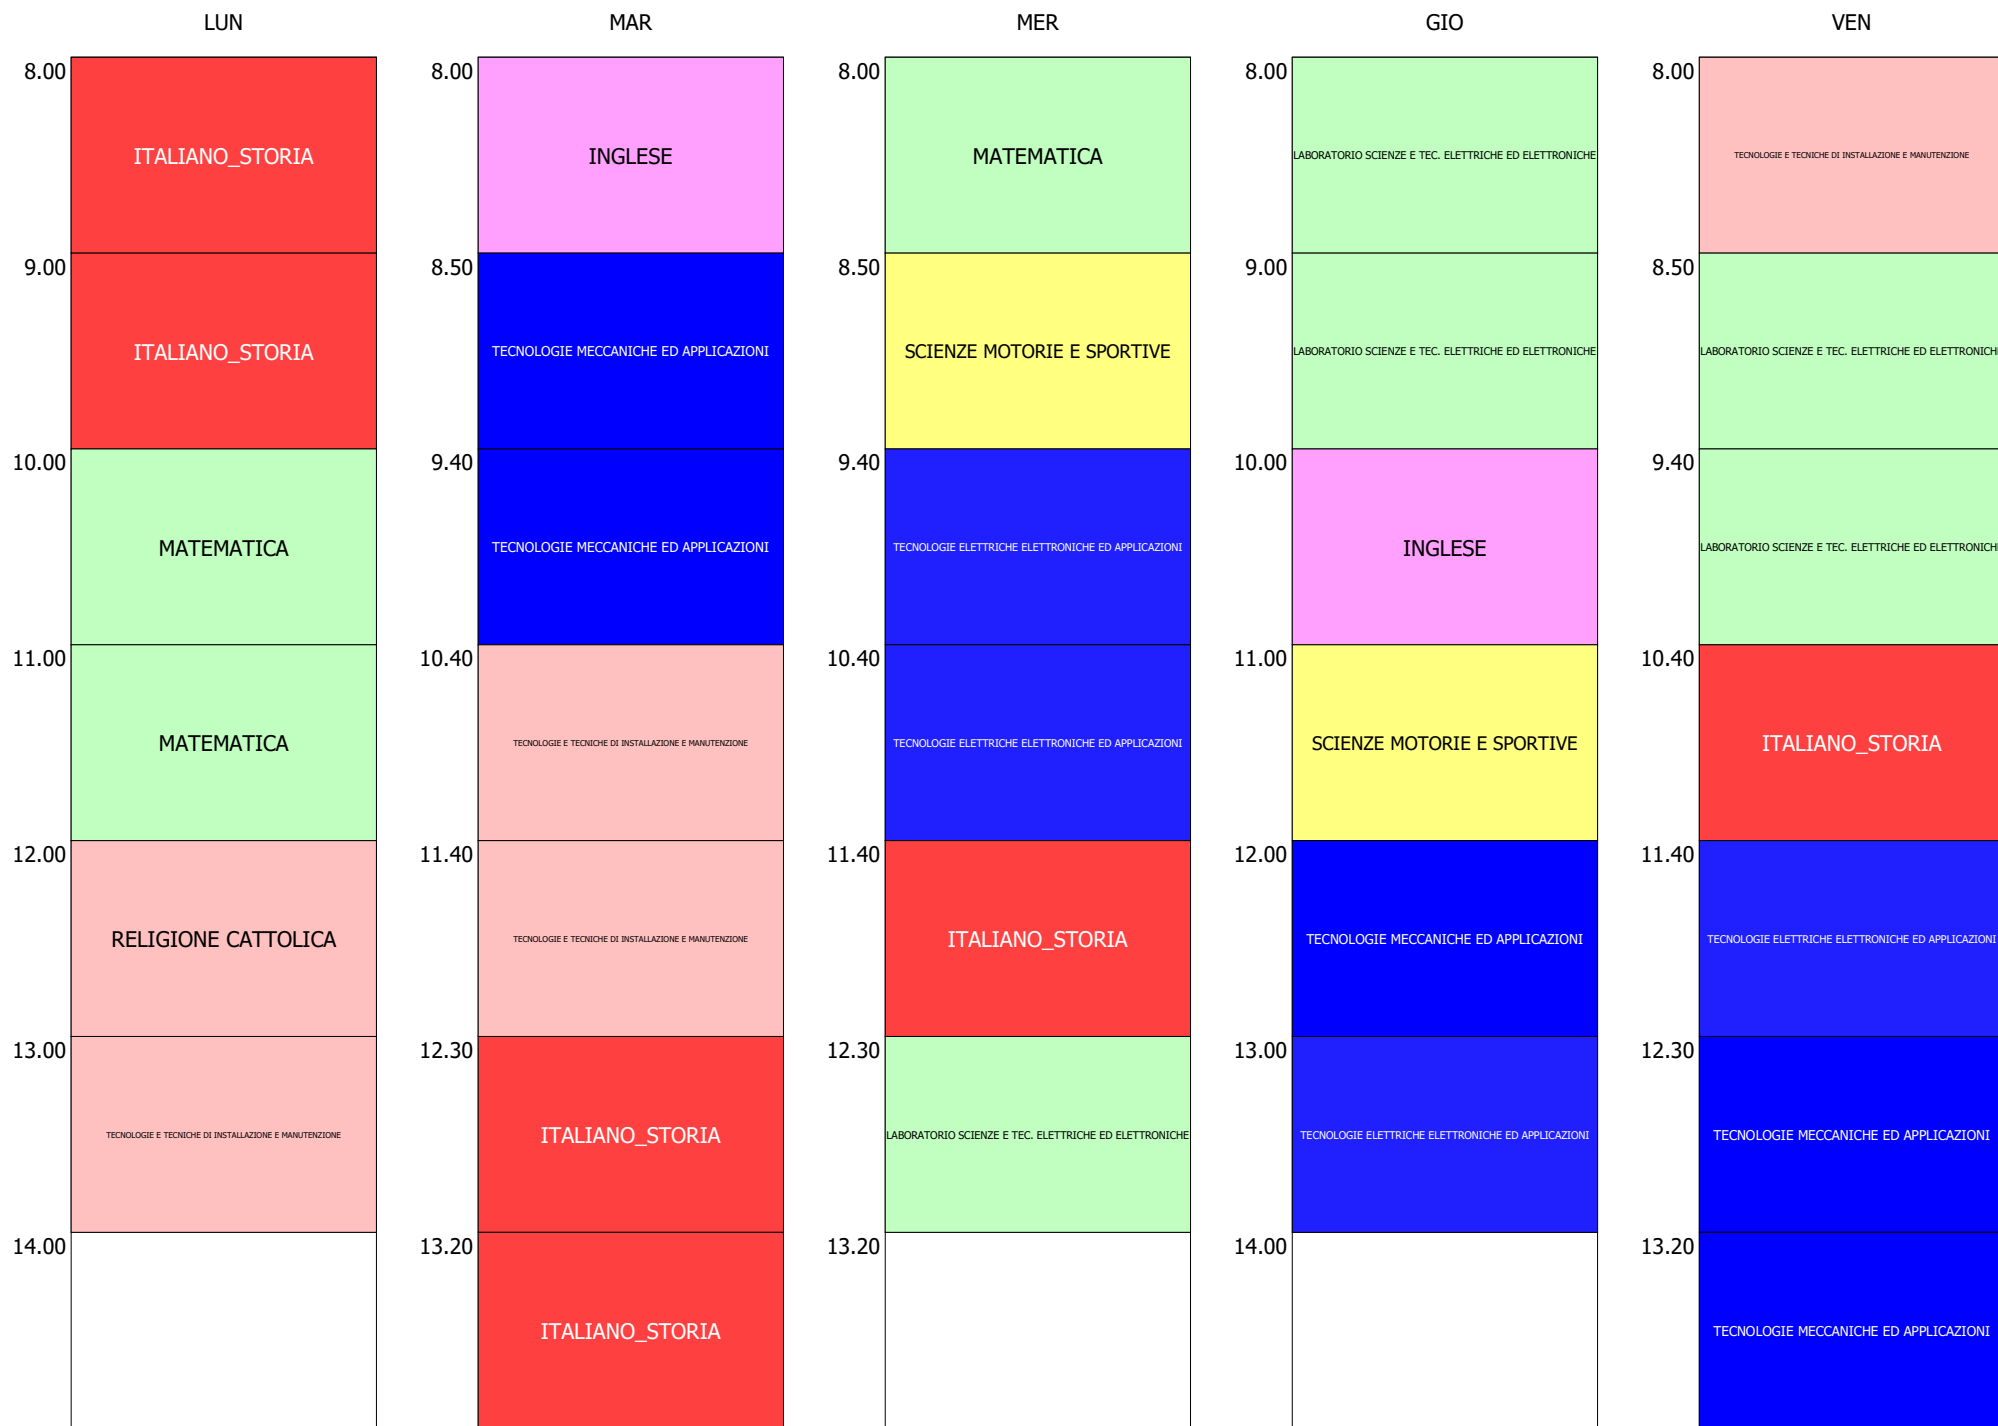 LUN
MAR
MER
GIO
VEN
8.00
ITALIANO_STORIA
9.00
ITALIANO_STORIA
10.00
MATEMATICA
11.00
MATEMATICA
12.00
RELIGIONE CATTOLICA
13.00
TECNOLOGIE E TECNICHE DI INSTALLAZIONE E MANUTENZIONE
14.00
8.00
INGLESE
8.50
TECNOLOGIE MECCANICHE ED APPLICAZIONI
9.40
TECNOLOGIE MECCANICHE ED APPLICAZIONI
10.40
TECNOLOGIE E TECNICHE DI INSTALLAZIONE E MANUTENZIONE
11.40
TECNOLOGIE E TECNICHE DI INSTALLAZIONE E MANUTENZIONE
12.30
ITALIANO_STORIA
13.20
ITALIANO_STORIA
8.00
MATEMATICA
8.50
SCIENZE MOTORIE E SPORTIVE
9.40
TECNOLOGIE ELETTRICHE ELETTRONICHE ED APPLICAZIONI
10.40
TECNOLOGIE ELETTRICHE ELETTRONICHE ED APPLICAZIONI
11.40
ITALIANO_STORIA
12.30
LABORATORIO SCIENZE E TEC. ELETTRICHE ED ELETTRONICHE
13.20
8.00
LABORATORIO SCIENZE E TEC. ELETTRICHE ED ELETTRONICHE
9.00
LABORATORIO SCIENZE E TEC. ELETTRICHE ED ELETTRONICHE
10.00
INGLESE
11.00
SCIENZE MOTORIE E SPORTIVE
12.00
TECNOLOGIE MECCANICHE ED APPLICAZIONI
13.00
TECNOLOGIE ELETTRICHE ELETTRONICHE ED APPLICAZIONI
14.00
8.00
TECNOLOGIE E TECNICHE DI INSTALLAZIONE E MANUTENZIONE
8.50
LABORATORIO SCIENZE E TEC. ELETTRICHE ED ELETTRONICH
9.40
LABORATORIO SCIENZE E TEC. ELETTRICHE ED ELETTRONICH
10.40
ITALIANO_STORIA
11.40
TECNOLOGIE ELETTRICHE ELETTRONICHE ED APPLICAZIONI
12.30
TECNOLOGIE MECCANICHE ED APPLICAZIONI
13.20
TECNOLOGIE MECCANICHE ED APPLICAZIONI